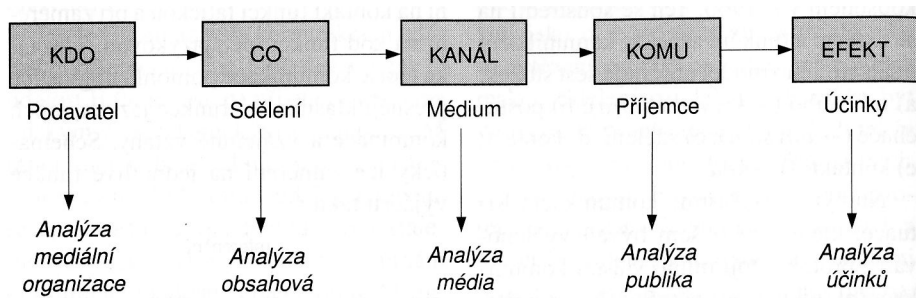 KDO
CO
KANÁL
KOMU
EFEKT
Podavatel
Sdělení
Médium
Příjemce
Účinky
Analýza
mediální
organizace
Analýza
obsahová
Analýza
média
Analýza
publika
Analýza
účinků